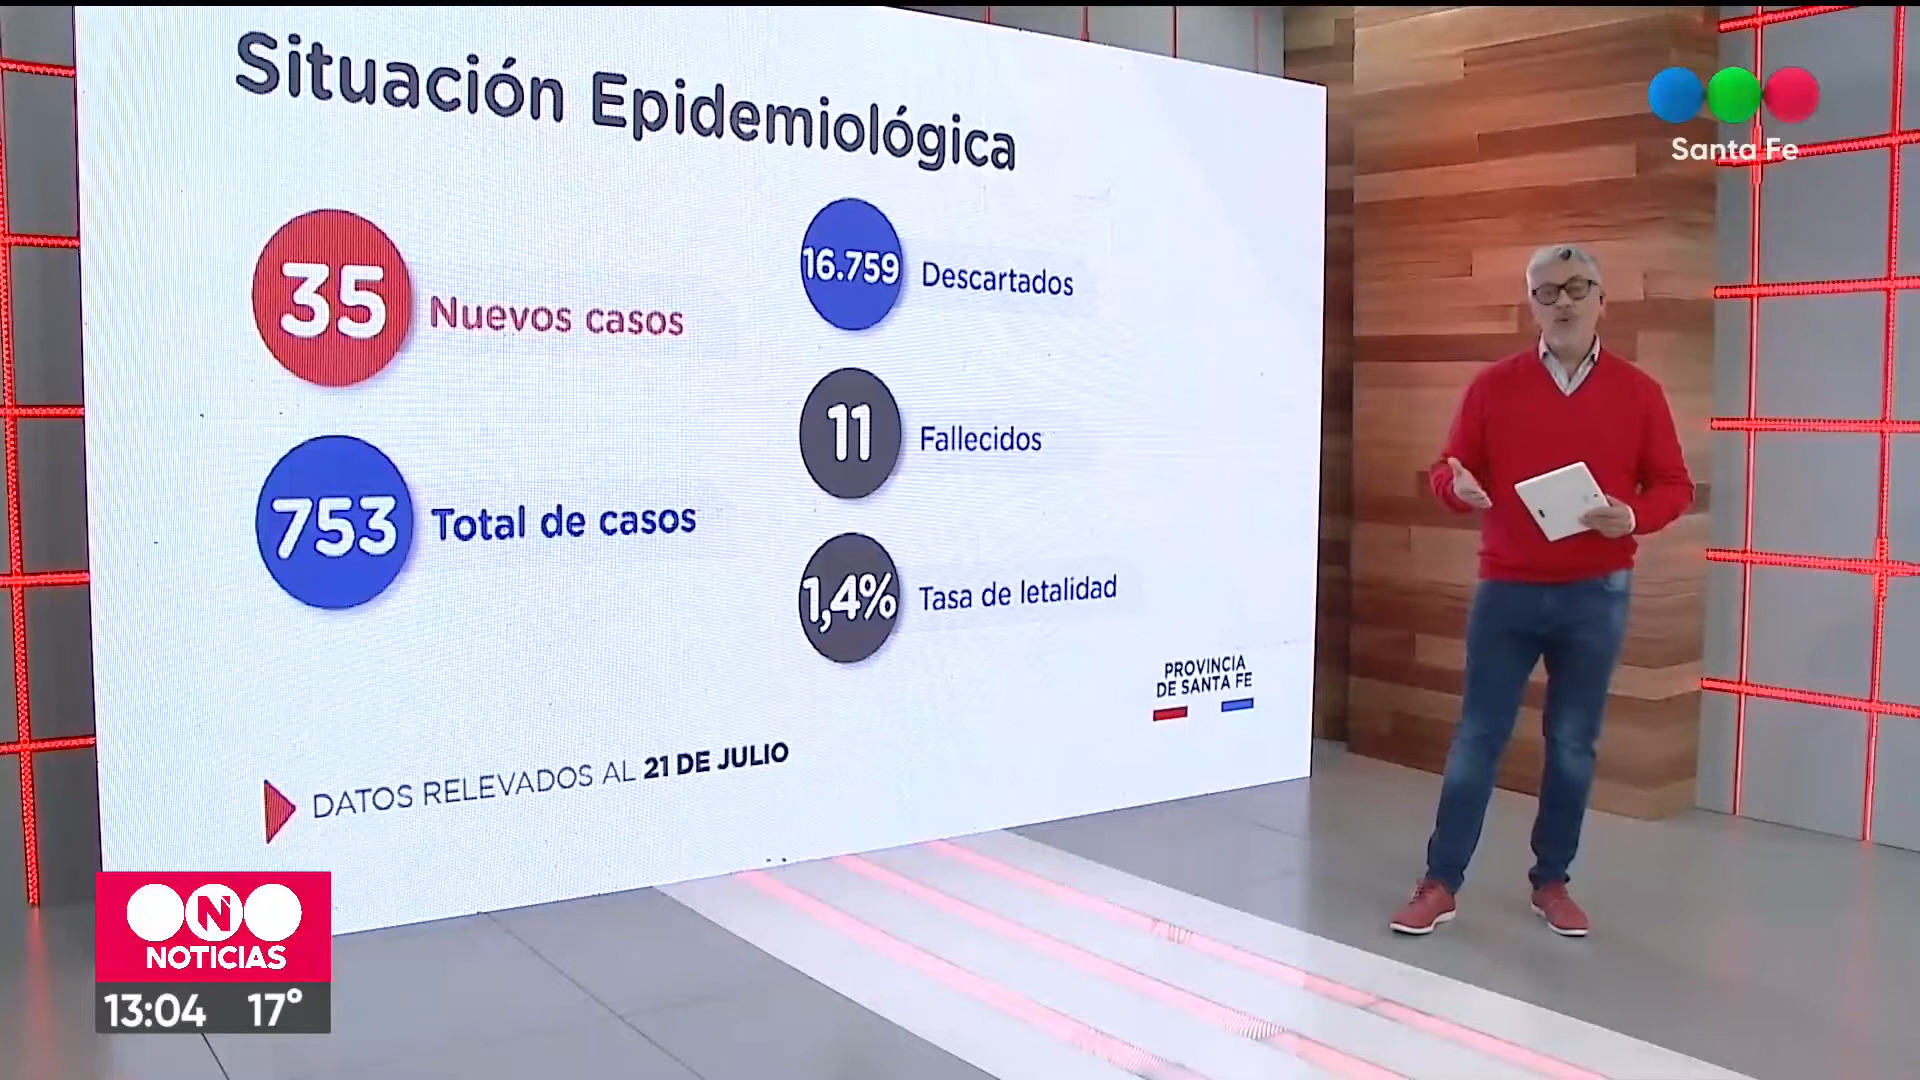 Situación Epidemiológica
35 Nuevos casos
753 Total de casos
16.759 Descartados
11 Fallecidos
1,4% Tasa de letalidad
PROVINCIA
DE SANTA FE
DATOS RELEVADOS AL 21 DE JULIO
Santa Fe
N
NOTICIAS
13:04 17°